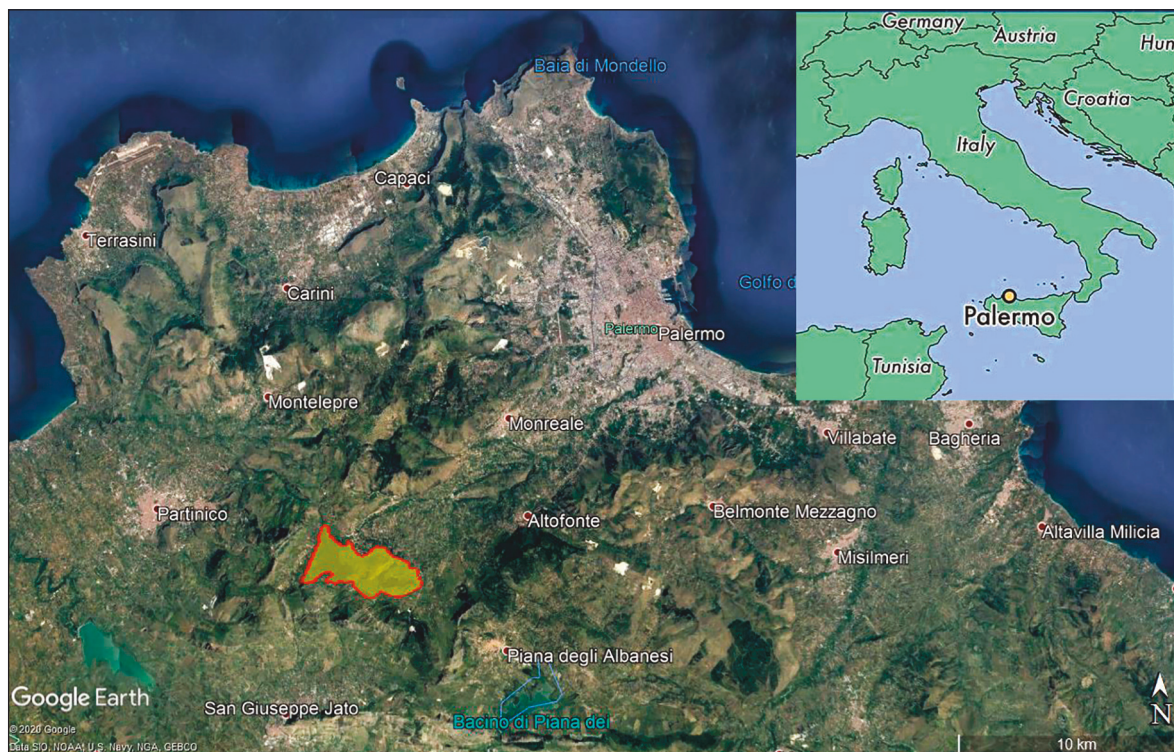 Germany
Austria
Hun
Croatia
Italy
Palermo
Tunisia
Baia di Mondello
Capaci
Terrasini
Carini
Golfo d
Palermo
Palermo
Montelepre
Monreale
Villabate
Bagheria
Partinico
Altofonte
Belmonte Mezzagno
Altavilla Milicia
Misilmeri
Piana degli Albanesi
San Giuseppe Jato
Bacino di Piana dei
Google Earth
© 2020 Google
Data SIO, NOAA, U.S. Navy, NGA, GEBCO
N
10 km